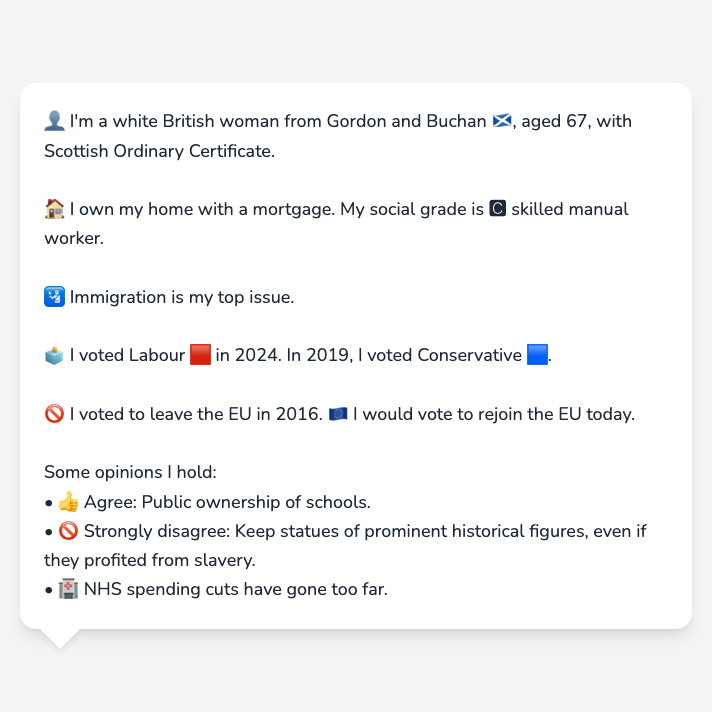 👤 I'm a white British woman from Gordon and Buchan 🏴󠁧󠁢󠁳󠁣󠁴󠁿, aged 67, with
Scottish Ordinary Certificate.
🏠 I own my home with a mortgage. My social grade is 🅲 skilled manual
worker.
🛂 Immigration is my top issue.
🗳️ I voted Labour 🟥 in 2024. In 2019, I voted Conservative 🟦.
🚫 I voted to leave the EU in 2016. 🇪🇺 I would vote to rejoin the EU today.
Some opinions I hold:
• 👍 Agree: Public ownership of schools.
• 🚫 Strongly disagree: Keep statues of prominent historical figures, even if
they profited from slavery.
• 🏥 NHS spending cuts have gone too far.